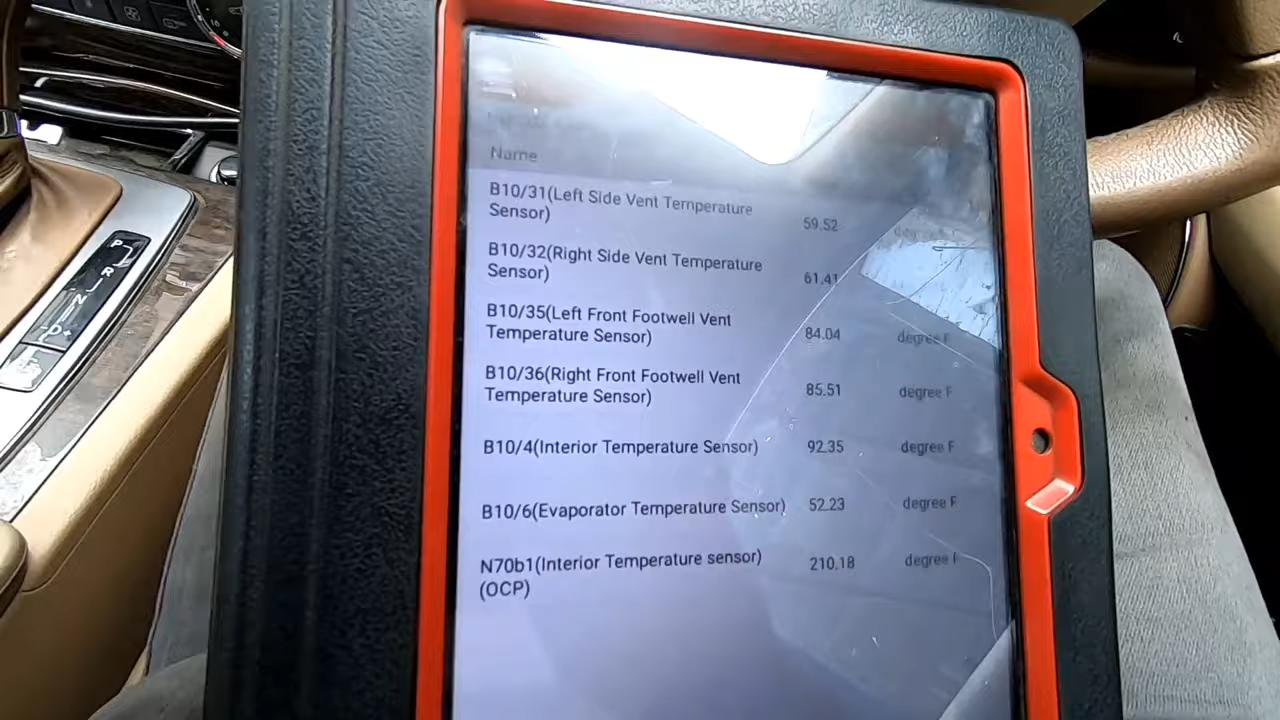 Name
B10/31(Left Side Vent Temperature
Sensor)
59.52
degree F
B10/32(Right Side Vent Temperature
Sensor)
61.41
B10/35(Left Front Footwell Vent
Temperature Sensor)
84.04
degree F
B10/36(Right Front Footwell Vent
Temperature Sensor)
85.51
degree F
B10/4(Interior Temperature Sensor)
92.35
degree F
B10/6(Evaporator Temperature Sensor)
52.23
degree F
N70b1(Interior Temperature sensor)
(OCP)
210.18
degree F
P
R
N
D+